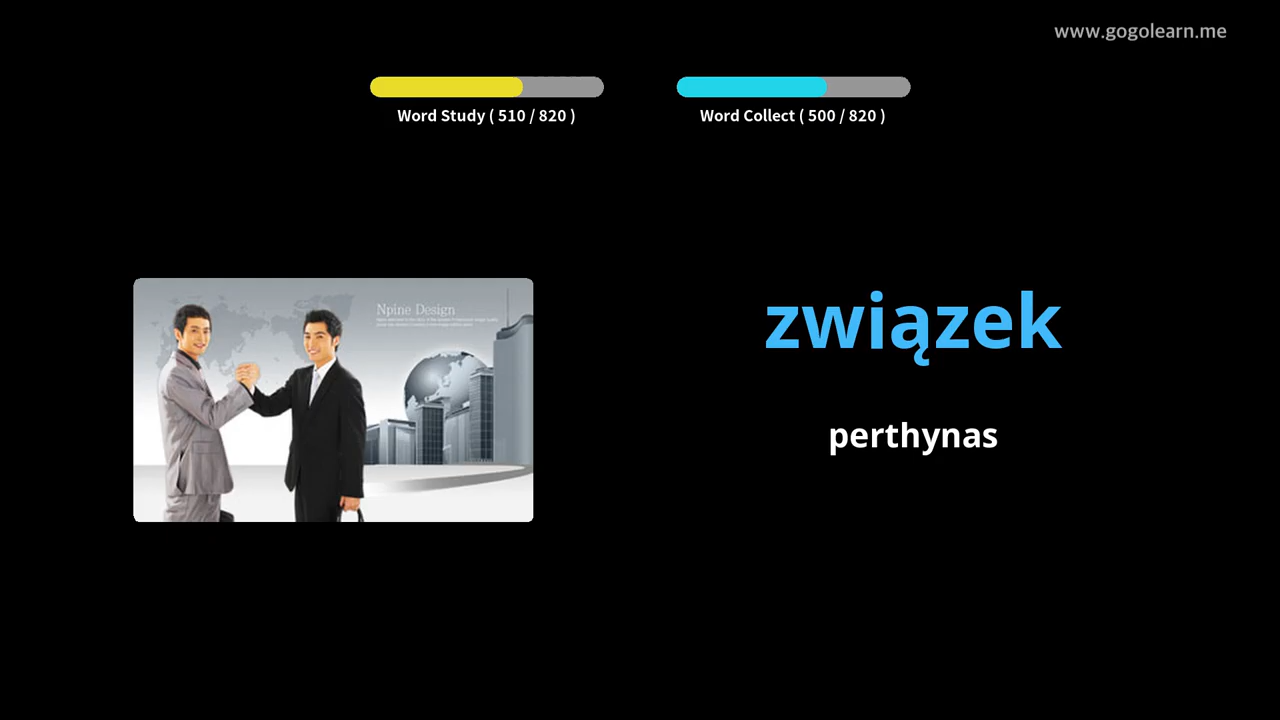 www.gogolearn.me
Word Study ( 510 / 820 )
Word Collect ( 500 / 820 )
Npine Design
związek
perthynas